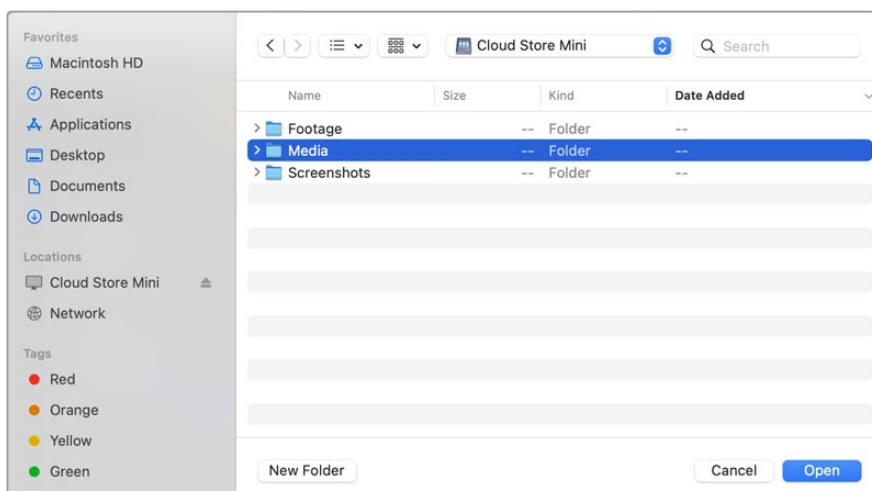 Favorites
Macintosh HD
Recents
Applications
Desktop
Documents
Downloads
Locations
Cloud Store Mini
Network
Tags
Red
Orange
Yellow
Green
Cloud Store Mini
Search
Name Size Kind Date Added
Footage -- Folder --
Media -- Folder --
Screenshots -- Folder --
New Folder Cancel Open